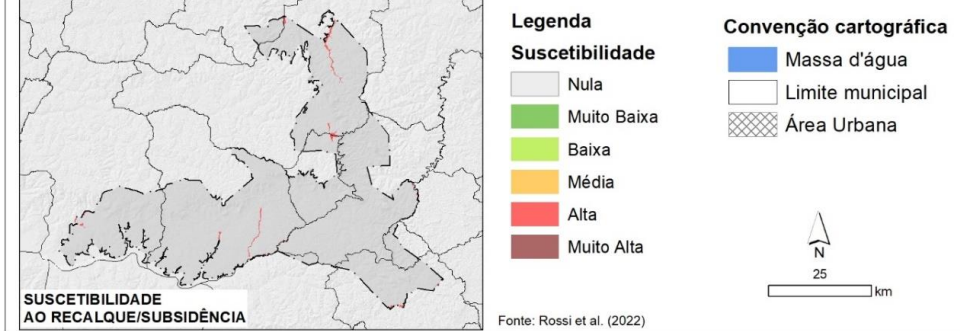 SUSCETIBILIDADE
AO RECALQUE/SUBSIDÊNCIA
Legenda
Suscetibilidade
Nula
Muito Baixa
Baixa
Média
Alta
Muito Alta
Convenção cartográfica
Massa d'água
Limite municipal
Área Urbana
N
25
km
Fonte: Rossi et al. (2022)